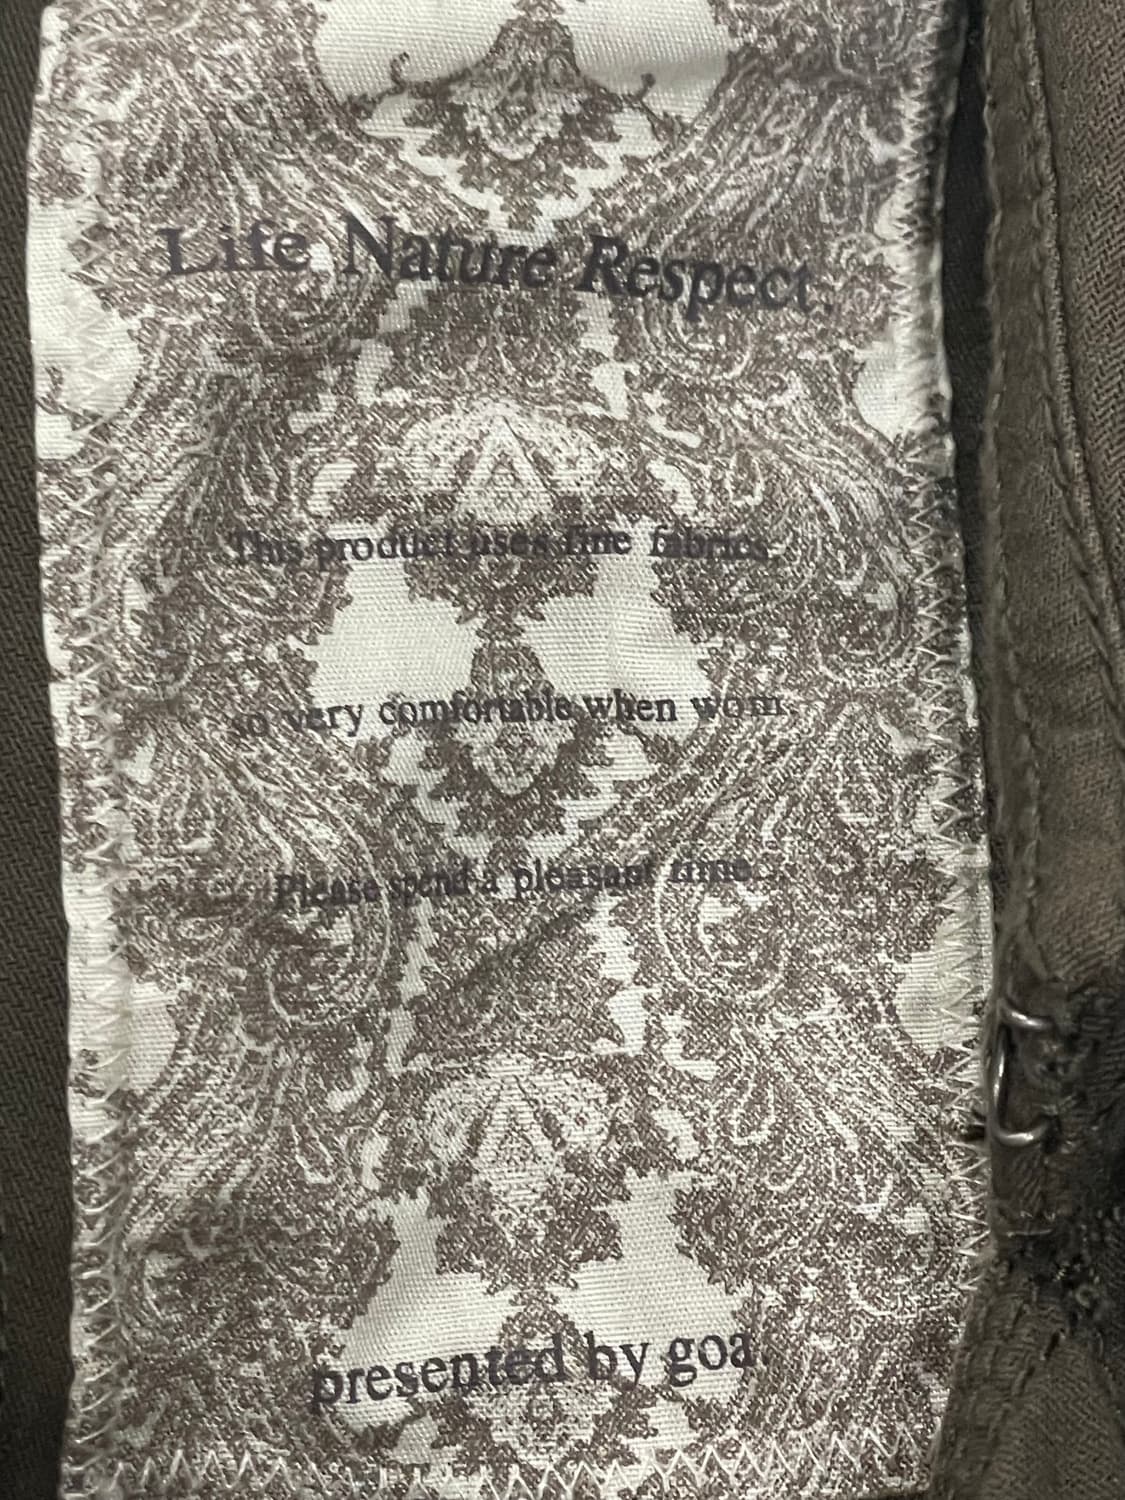 Life Nature Respect.
This product uses fine fabrics.
so very comfortable when worn.
Please spend a pleasant time.
presented by goa.